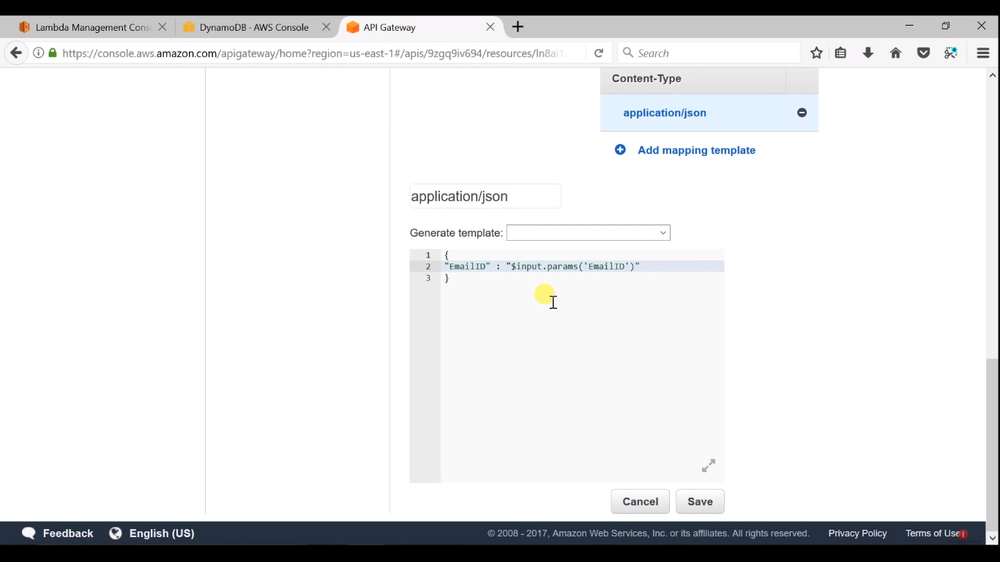 Lambda Management Cons
DynamoDB · AWS Console
API Gateway
https://console.aws.amazon.com/apigateway/home?region=us-east-1#/apis/9zgq9iv694/resources/ln8ai1
Search
Content-Type
application/json
Add mapping template
application/json
Generate template:
1 {
2 "EmailID" : "$input.params('EmailID')"
3 }
Cancel
Save
Feedback
English (US)
© 2008 - 2017, Amazon Web Services, Inc. or its affiliates. All rights reserved.
Privacy Policy
Terms of Use